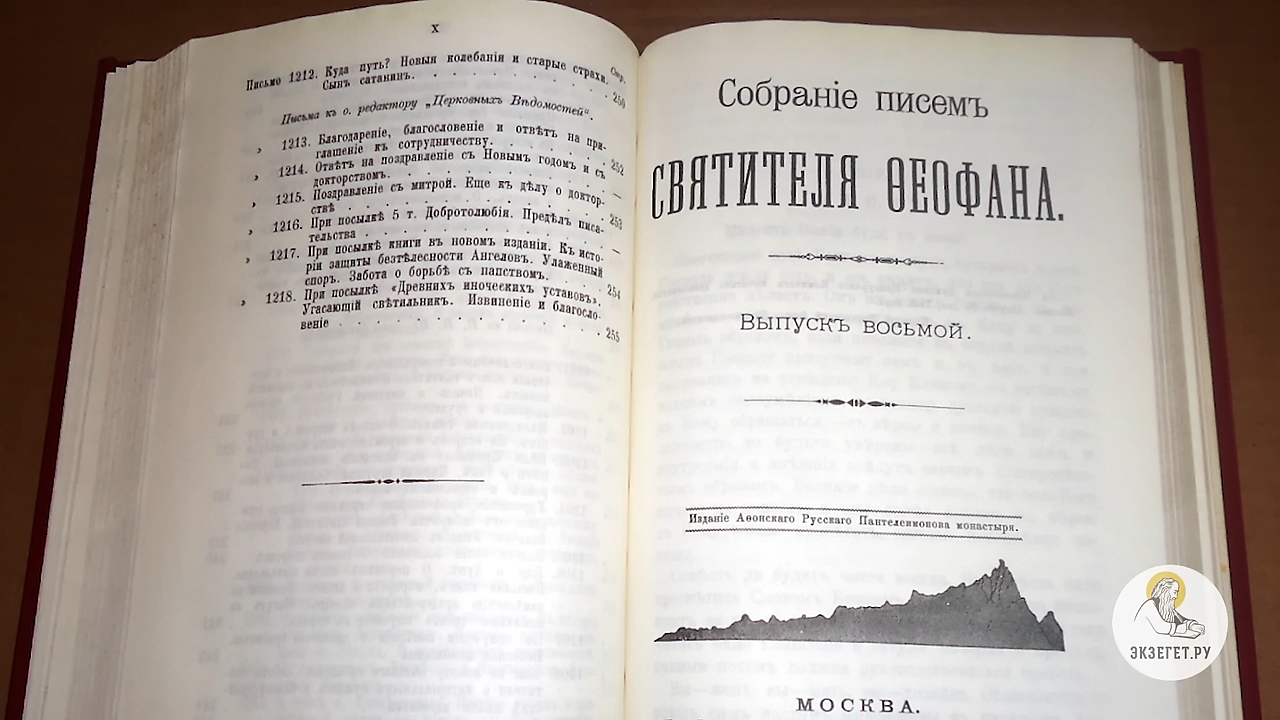 X
Стр.
Письмо 1212. Куда путь? Новыя колебанія и старые страхи.
Сынъ сатанинъ. . . . . . . . . . . 250
Письма къ о. редактору „Церковныхъ Вѣдомостей“.
„ 1213. Благодареніе, благословеніе и отвѣтъ на при-
глашеніе къ сотрудничеству. . . . . . . . 252
„ 1214. Отвѣтъ на поздравленіе съ Новымъ годомъ и съ
докторствомъ. . . . . . . . . . . —
„ 1215. Поздравленіе съ митрой. Еще къ дѣлу о доктор-
ствѣ . . . . . . . . . . . 253
„ 1216. При посылкѣ 5 т. Добротолюбія. Предѣлъ писа-
тельства . . . . . . . . . . . —
„ 1217. При посылкѣ книги въ новомъ изданіи. Къ исто-
ріи защиты безтѣлесности Ангеловъ. Улаженный
споръ. Забота о борьбѣ съ папствомъ. . . . . 254
„ 1218. При посылкѣ «Древнихъ иноческихъ уставовъ».
Угасающій свѣтильникъ. Извиненіе и благосло-
веніе . . . . . . . . . . . 255
Собраніе писемъ
СВЯТИТЕЛЯ ѲЕОФАНА.
Выпускъ восьмой.
Изданіе Аѳонскаго Русскаго Пантелеимонова монастыря.
МОСКВА.
ЭКЗЕГЕТ.РУ